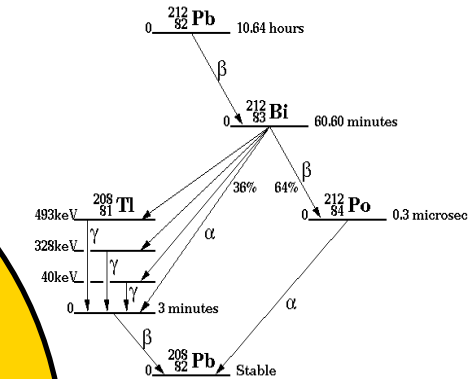 212
82 Pb
0 10.64 hours
β
212
83 Bi
0 60.60 minutes
36% 64% β
208
81 Tl
212
84 Po
493keV 0 0.3 microsec
γ
α
328keV
γ
40keV
γ
α
0 3 minutes
β
208
82 Pb
0 Stable